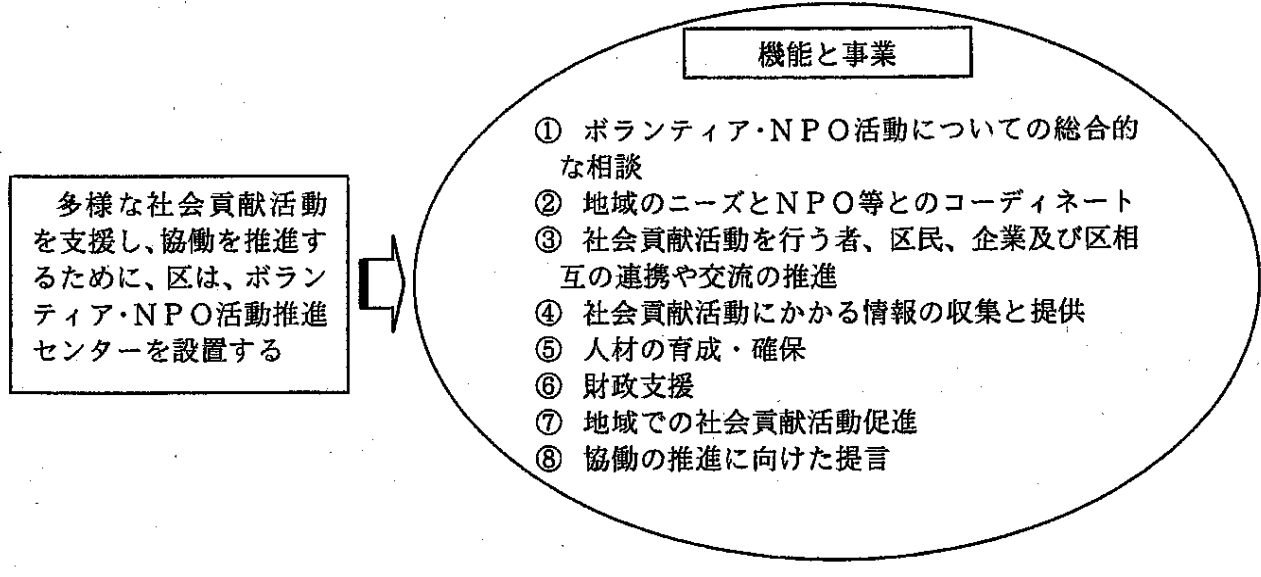 多様な社会貢献活動
を支援し、協働を推進す
るために、区は、ボラン
ティア・NPO活動推進
センターを設置する
機能と事業
① ボランティア・NPO活動についての総合的
な相談
② 地域のニーズとNPO等とのコーディネート
③ 社会貢献活動を行う者、区民、企業及び区相
互の連携や交流の推進
④ 社会貢献活動にかかる情報の収集と提供
⑤ 人材の育成・確保
⑥ 財政支援
⑦ 地域での社会貢献活動促進
⑧ 協働の推進に向けた提言